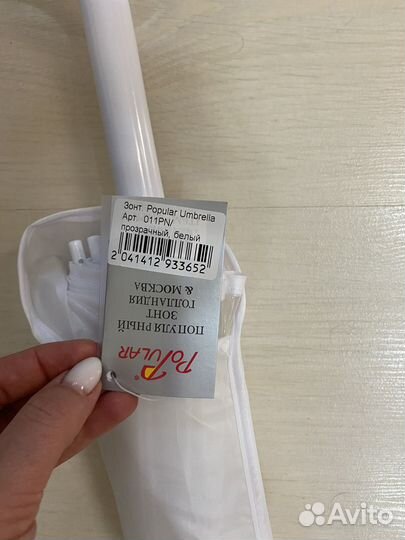 Зонт. Popular Umbrella
Арт. 011PN/
прозрачный, белый
2 041412 933652
POPULAR
ПОПУЛЯРНЫЙ
ЗОНТ
ГОЛЛАНДИЯ
& МОСКВА
Avito